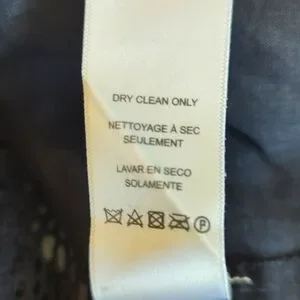 DRY CLEAN ONLY
NETTOYAGE À SEC
SEULEMENT
LAVAR EN SECO
SOLAMENTE
P